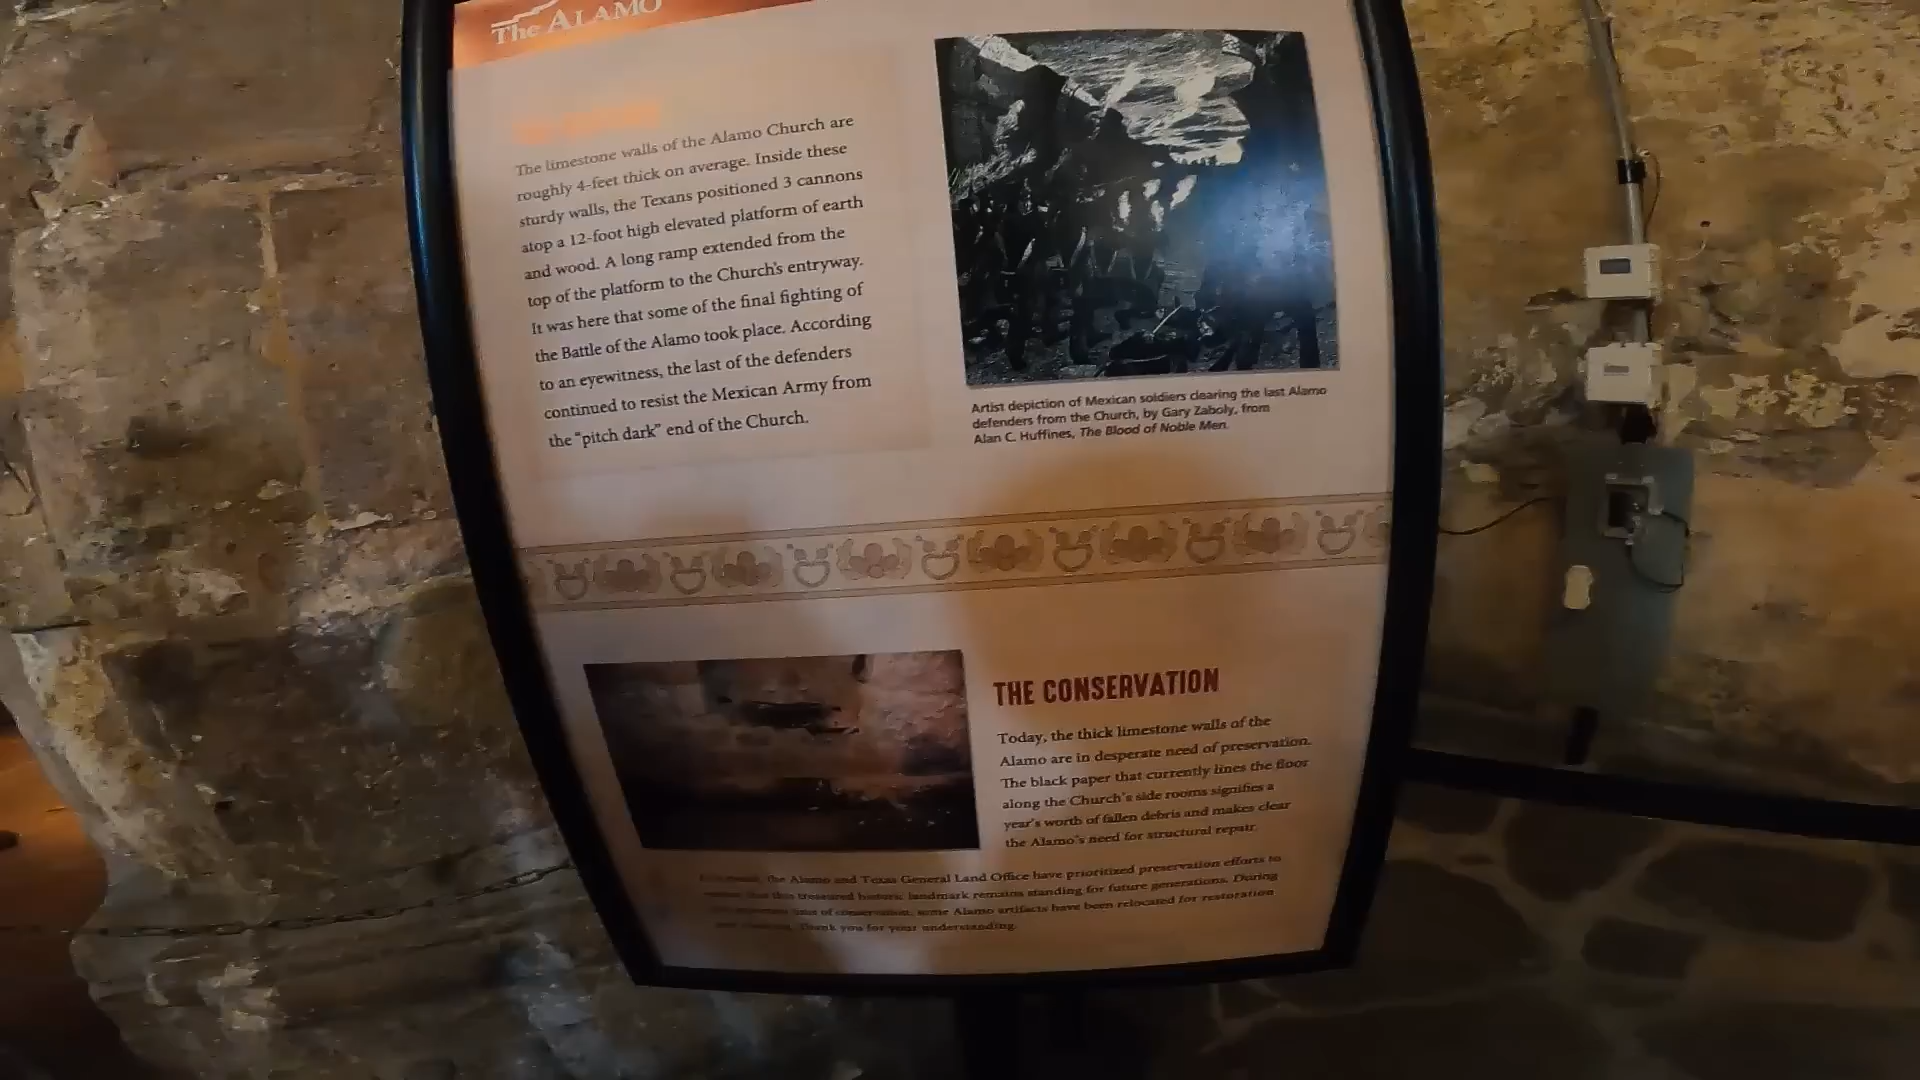 The ALAMO
The limestone walls of the Alamo Church are
roughly 4-feet thick on average. Inside these
sturdy walls, the Texans positioned 3 cannons
atop a 12-foot high elevated platform of earth
and wood. A long ramp extended from the
top of the platform to the Church's entryway.
It was here that some of the final fighting of
the Battle of the Alamo took place. According
to an eyewitness, the last of the defenders
continued to resist the Mexican Army from
the "pitch dark" end of the Church.
Artist depiction of Mexican soldiers clearing the last Alamo
defenders from the Church, by Gary Zaboly, from
Alan C. Huffines, The Blood of Noble Men.
THE CONSERVATION
Today, the thick limestone walls of the
Alamo are in desperate need of preservation.
The black paper that currently lines the floor
along the Church's side rooms signifies a
year's worth of fallen debris and makes clear
the Alamo's need for structural repair.
the Alamo and Texas General Land Office have prioritized preservation efforts to
that this treasured historic landmark remains standing for future generations. During
time of conservation, some Alamo artifacts have been relocated for restoration
Thank you for your understanding.